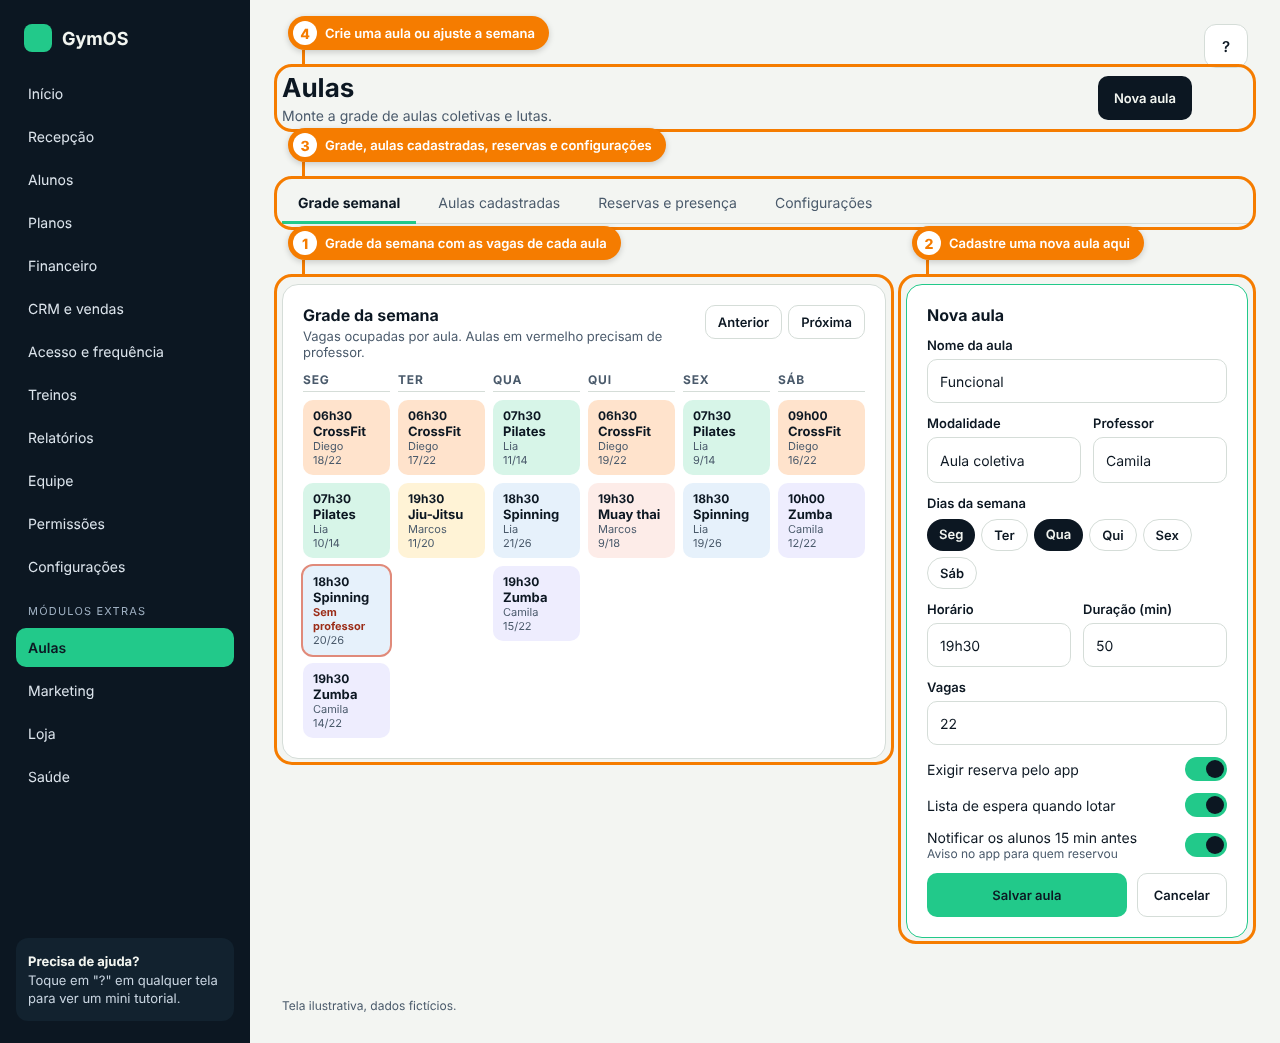 GymOS
Início
Recepção
Alunos
Planos
Financeiro
CRM e vendas
Acesso e frequência
Treinos
Relatórios
Equipe
Permissões
Configurações
MÓDULOS EXTRAS
Aulas
Marketing
Loja
Saúde
Precisa de ajuda?
Toque em "?" em qualquer tela
para ver um mini tutorial.
4 Crie uma aula ou ajuste a semana
?
Aulas
Monte a grade de aulas coletivas e lutas.
Nova aula
3 Grade, aulas cadastradas, reservas e configurações
Grade semanal Aulas cadastradas Reservas e presença Configurações
1 Grade da semana com as vagas de cada aula
Grade da semana
Vagas ocupadas por aula. Aulas em vermelho precisam de
professor.
Anterior Próxima
SEG TER QUA QUI SEX SÁB
06h30 06h30 07h30 06h30 07h30 09h00
CrossFit CrossFit Pilates CrossFit Pilates CrossFit
Diego Diego Lia Diego Lia Diego
18/22 17/22 11/14 19/22 9/14 16/22
07h30 19h30 18h30 19h30 18h30 10h00
Pilates Jiu-Jitsu Spinning Muay thai Spinning Zumba
Lia Marcos Lia Marcos Lia Camila
10/14 11/20 21/26 9/18 19/26 12/22
18h30 19h30
Spinning Zumba
Sem Camila
professor 15/22
20/26
19h30
Zumba
Camila
14/22
2 Cadastre uma nova aula aqui
Nova aula
Nome da aula
Funcional
Modalidade Professor
Aula coletiva Camila
Dias da semana
Seg Ter Qua Qui Sex
Sáb
Horário Duração (min)
19h30 50
Vagas
22
Exigir reserva pelo app
Lista de espera quando lotar
Notificar os alunos 15 min antes
Aviso no app para quem reservou
Salvar aula Cancelar
Tela ilustrativa, dados fictícios.